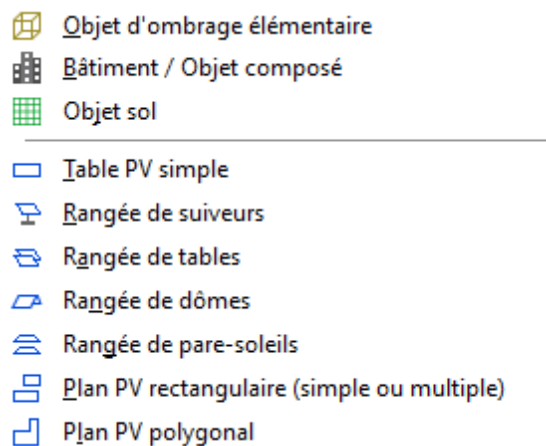 Objet d'ombrage élémentaire
Bâtiment / Objet composé
Objet sol
Table PV simple
Rangée de suiveurs
Rangée de tables
Rangée de dômes
Rangée de pare-soleils
Plan PV rectangulaire (simple ou multiple)
Plan PV polygonal